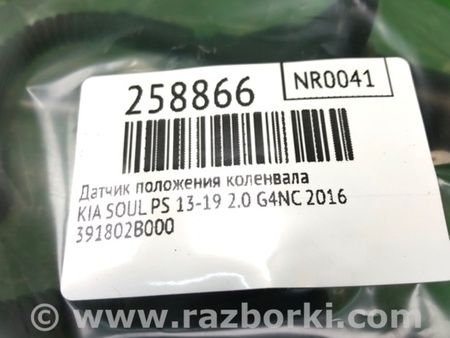 NR0041
258866
Датчик положения коленвала
KIA SOUL PS 13-19 2.0 G4NC 2016
391802B000
© www.razborki.com